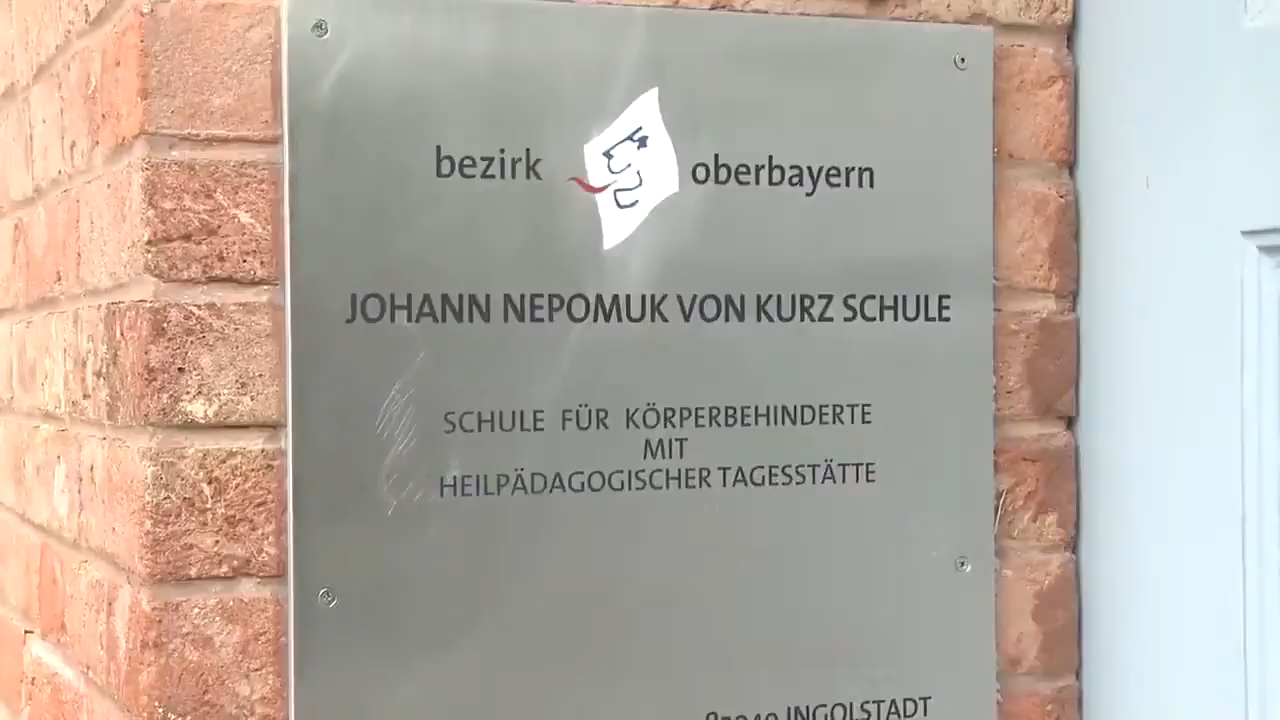 bezirk oberbayern
JOHANN NEPOMUK VON KURZ SCHULE
SCHULE FÜR KÖRPERBEHINDERTE
MIT
HEILPÄDAGOGISCHER TAGESSTÄTTE
INGOLSTADT